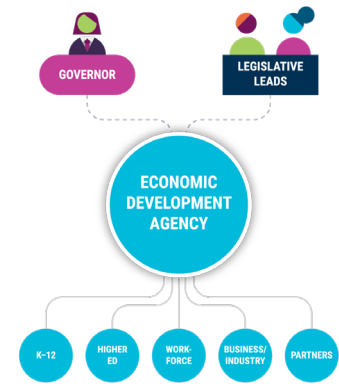 GOVERNOR
LEGISLATIVE
LEADS
ECONOMIC
DEVELOPMENT
AGENCY
K–12
HIGHER
ED
WORK-
FORCE
BUSINESS/
INDUSTRY
PARTNERS